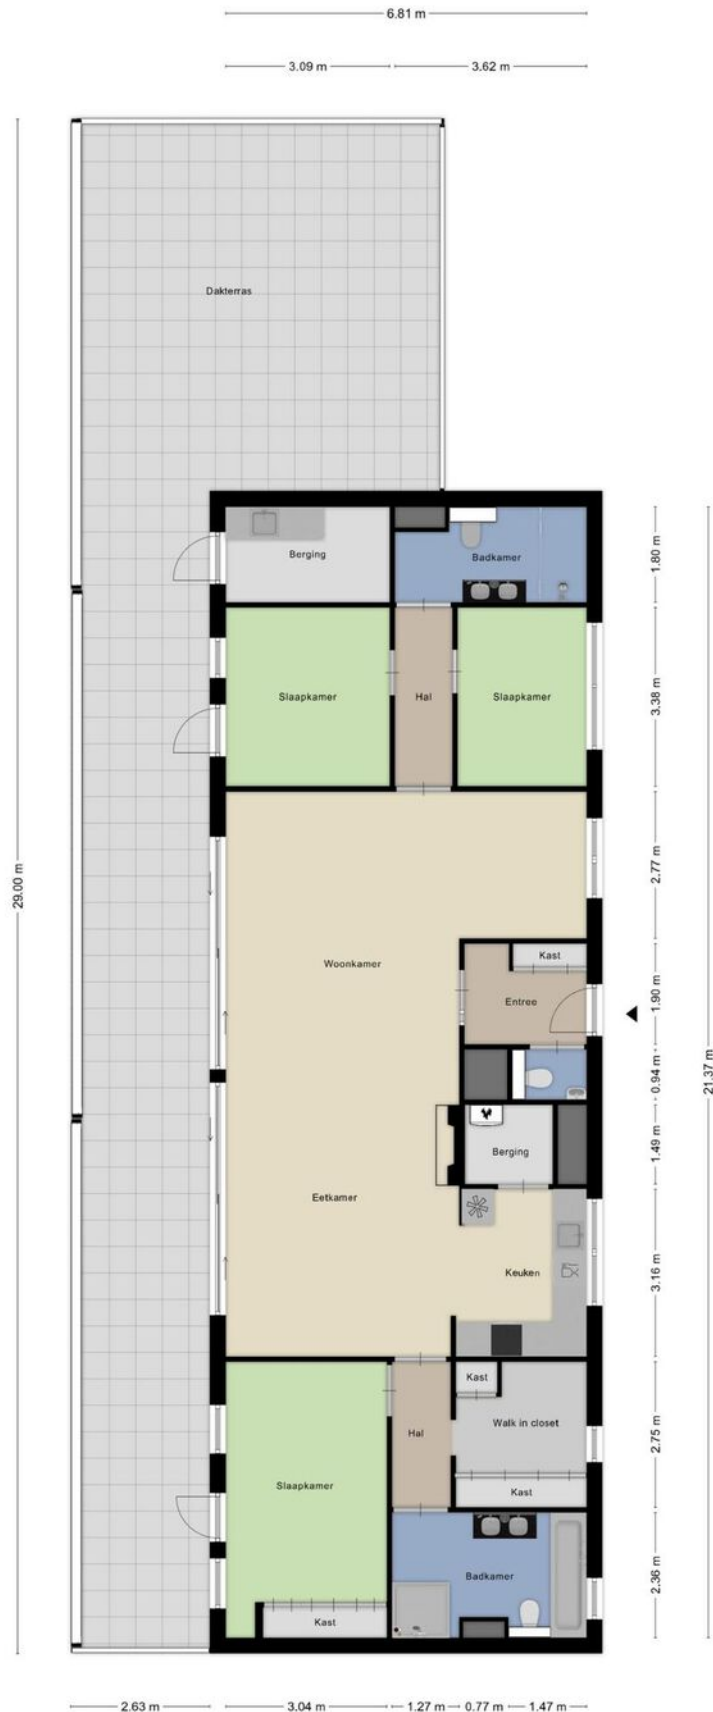 6.81 m
3.09 m
3.62 m
Dakterras
Berging
Badkamer
1.80 m
Slaapkamer
Hal
Slaapkamer
3.38 m
29.00 m
2.77 m
Woonkamer
Kast
Entree
1.90 m
21.37 m
0.94 m
Berging
1.49 m
Eetkamer
Keuken
3.16 m
Kast
Walk in closet
Hal
2.75 m
Slaapkamer
Kast
Badkamer
2.36 m
Kast
2.63 m
3.04 m
1.27 m
0.77 m
1.47 m